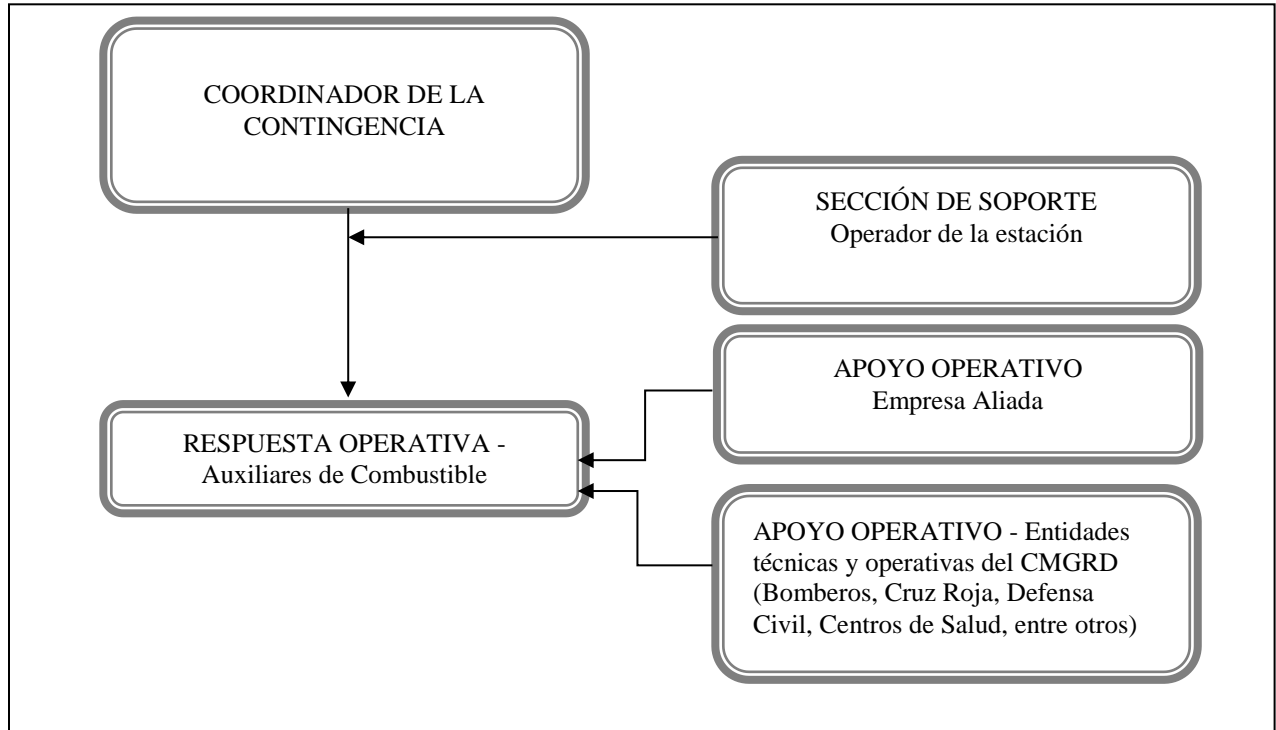 COORDINADOR DE LA
CONTINGENCIA
SECCIÓN DE SOPORTE
Operador de la estación
APOYO OPERATIVO
Empresa Aliada
RESPUESTA OPERATIVA -
Auxiliares de Combustible
APOYO OPERATIVO - Entidades
técnicas y operativas del CMGRD
(Bomberos, Cruz Roja, Defensa
Civil, Centros de Salud, entre otros)